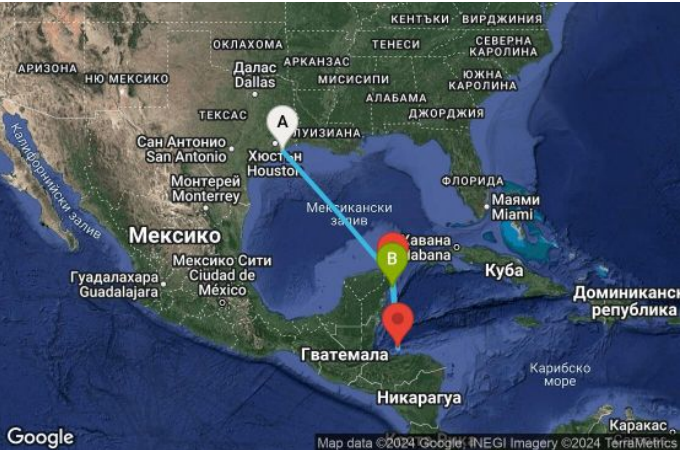 КЕНТЪКИ
ВИРДЖИНИЯ
ОКЛАХОМА
ТЕНЕСИ
СЕВЕРНА
КАРОЛИНА
АРИЗОНА
НЮ МЕКСИКО
Далас
Dallas
АРКАНЗАС
МИСИСИПИ
ЮЖНА
КАРОЛИНА
АЛАБАМА
ДЖОРДЖИЯ
ТЕКСАС
A
ЛУИЗИАНА
Сан Антонио
San Antonio
Хюстън
Houston
Калифорнийски залив
Монтерей
Monterrey
ФЛОРИДА
Маями
Miami
Мексикански
залив
Мексико
Хавана
Habana
B
Куба
Мексико Сити
Ciudad de
México
Гуадалахара
Guadalajara
Доминиканск
република
Гватемала
Карибско
море
Никарагуа
Каракас
Google
Map data ©2024 Google, INEGI Imagery ©2024 TerraMetrics